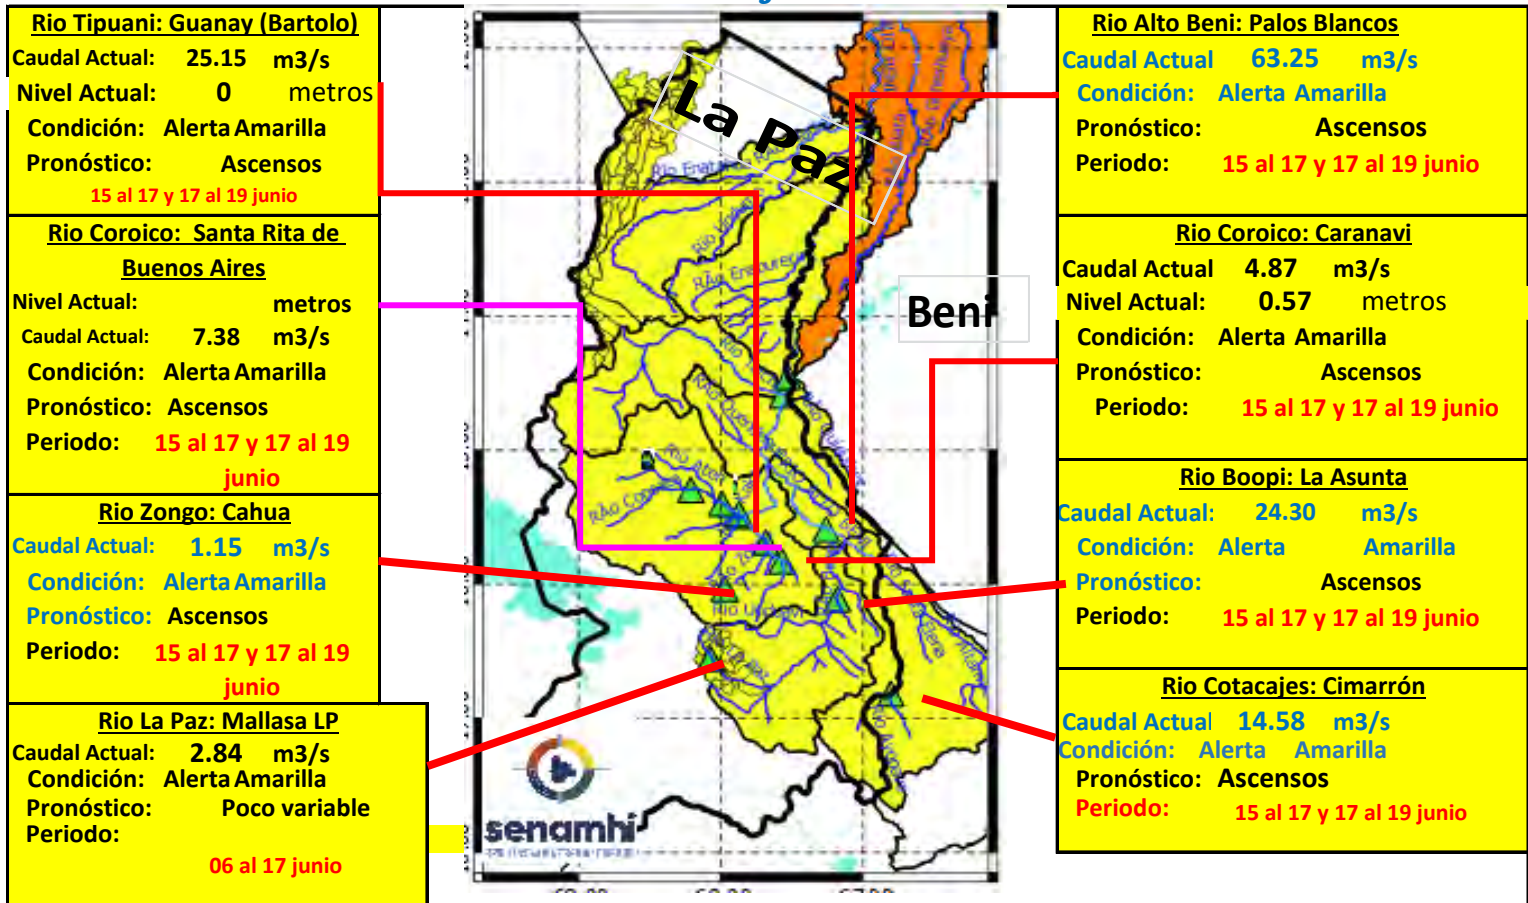 Rio Tipuani: Guanay (Bartolo)
Caudal Actual: 25.15 m3/s
Nivel Actual: 0 metros
Condición: Alerta Amarilla
Pronóstico: Ascensos
15 al 17 y 17 al 19 junio
Rio Coroico: Santa Rita de
Buenos Aires
Nivel Actual: metros
Caudal Actual: 7.38 m3/s
Condición: Alerta Amarilla
Pronóstico: Ascensos
Periodo: 15 al 17 y 17 al 19
junio
Rio Zongo: Cahua
Caudal Actual: 1.15 m3/s
Condición: Alerta Amarilla
Pronóstico: Ascensos
Periodo: 15 al 17 y 17 al 19
junio
Rio La Paz: Mallasa LP
Caudal Actual: 2.84 m3/s
Condición: Alerta Amarilla
Pronóstico: Poco variable
Periodo:
06 al 17 junio
La Paz
Beni
senamhi
Rio Alto Beni: Palos Blancos
Caudal Actual 63.25 m3/s
Condición: Alerta Amarilla
Pronóstico: Ascensos
Periodo: 15 al 17 y 17 al 19 junio
Rio Coroico: Caranavi
Caudal Actual 4.87 m3/s
Nivel Actual: 0.57 metros
Condición: Alerta Amarilla
Pronóstico: Ascensos
Periodo: 15 al 17 y 17 al 19 junio
Rio Boopi: La Asunta
Caudal Actual: 24.30 m3/s
Condición: Alerta Amarilla
Pronóstico: Ascensos
Periodo: 15 al 17 y 17 al 19 junio
Rio Cotacajes: Cimarrón
Caudal Actual 14.58 m3/s
Condición: Alerta Amarilla
Pronóstico: Ascensos
Periodo: 15 al 17 y 17 al 19 junio